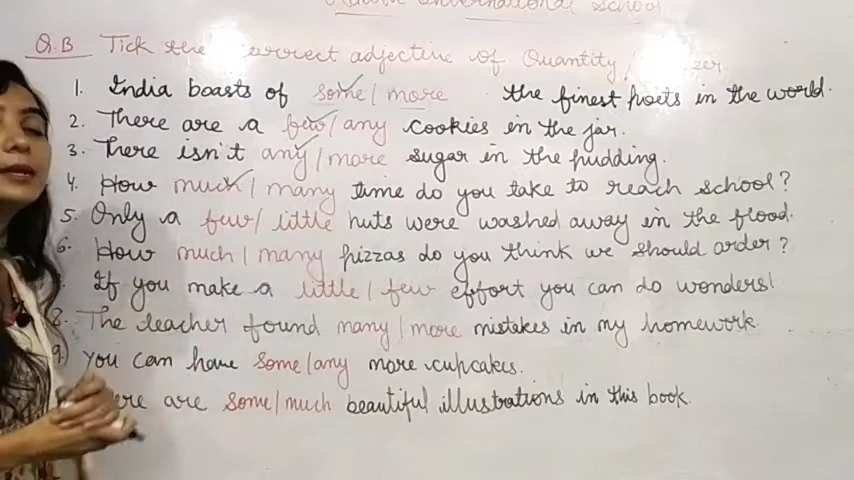 International School
Q.B Tick the correct adjective of Quantity /
1. India boasts of some / more the finest poets in the world.
2. There are a few / any cookies in the jar.
3. There isn't any / more sugar in the pudding.
4. How much / many time do you take to reach school?
5. Only a few / little huts were washed away in the flood.
6. How much / many pizzas do you think we should order?
If you make a little / few effort you can do wonders!
8. The teacher found many / more mistakes in my homework.
9. You can have some / any more cupcakes.
are some / much beautiful illustrations in this book.